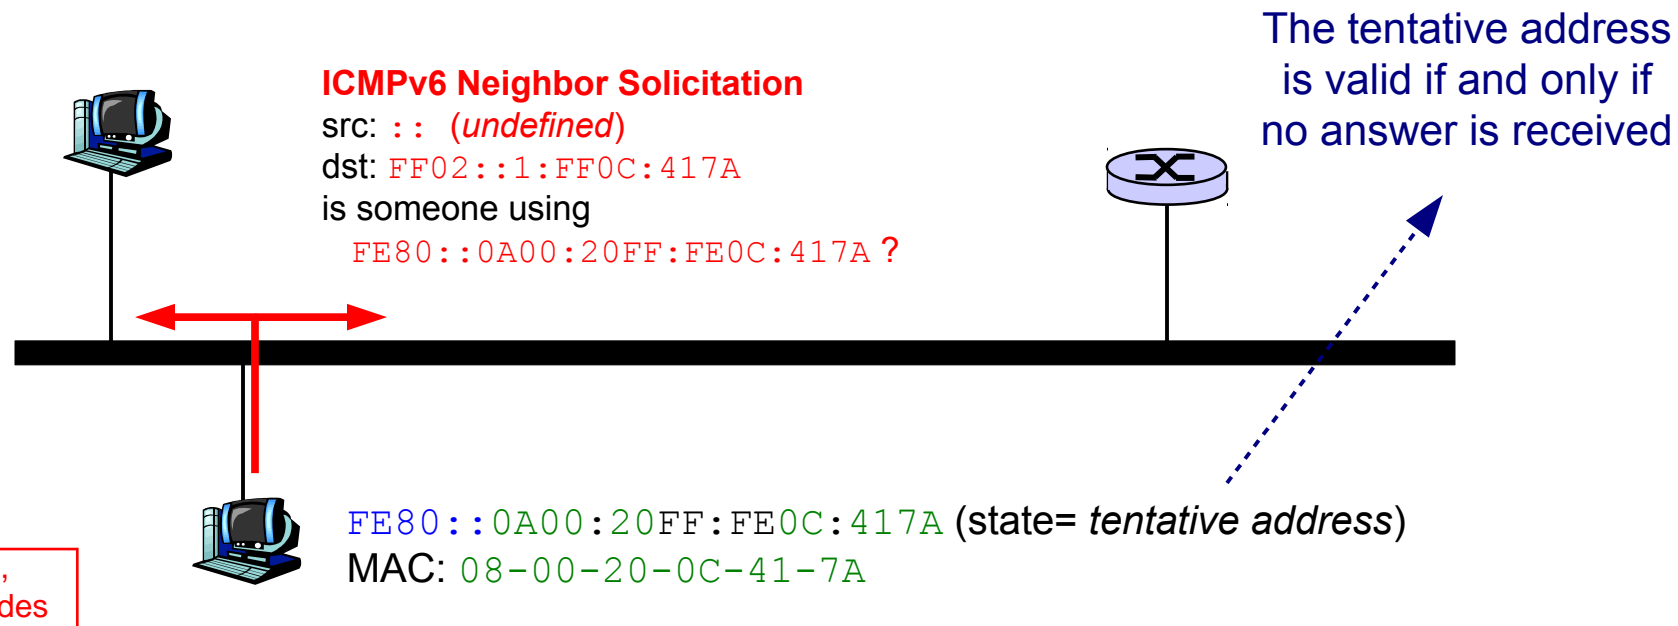 The tentative address
is valid if and only if
no answer is received
ICMPv6 Neighbor Solicitation
src: :: (undefined)
dst: FF02::1:FF0C:417A
is someone using
FE80::0A00:20FF:FE0C:417A ?
FE80::0A00:20FF:FE0C:417A (state= tentative address)
MAC: 08-00-20-0C-41-7A
,
des